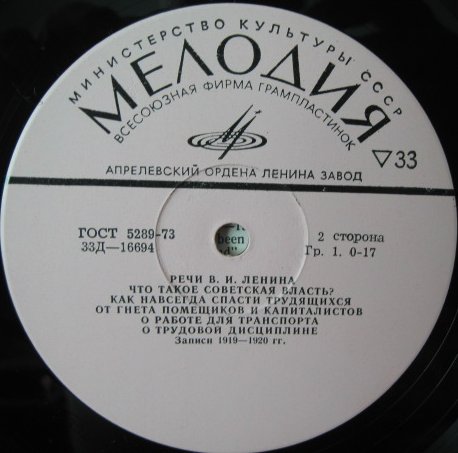 МИНИСТЕРСТВО КУЛЬТУРЫ СССР
МЕЛОДИЯ
ВСЕСОЮЗНАЯ ФИРМА ГРАМПЛАСТИНОК
▽33
АПРЕЛЕВСКИЙ ОРДЕНА ЛЕНИНА ЗАВОД
ГОСТ 5289-73
33Д—16694
been
2 сторона
Гр. 1. 0-17
РЕЧИ В. И. ЛЕНИНА
ЧТО ТАКОЕ СОВЕТСКАЯ ВЛАСТЬ?
КАК НАВСЕГДА СПАСТИ ТРУДЯЩИХСЯ
ОТ ГНЕТА ПОМЕЩИКОВ И КАПИТАЛИСТОВ
О РАБОТЕ ДЛЯ ТРАНСПОРТА
О ТРУДОВОЙ ДИСЦИПЛИНЕ
Записи 1919—1920 гг.